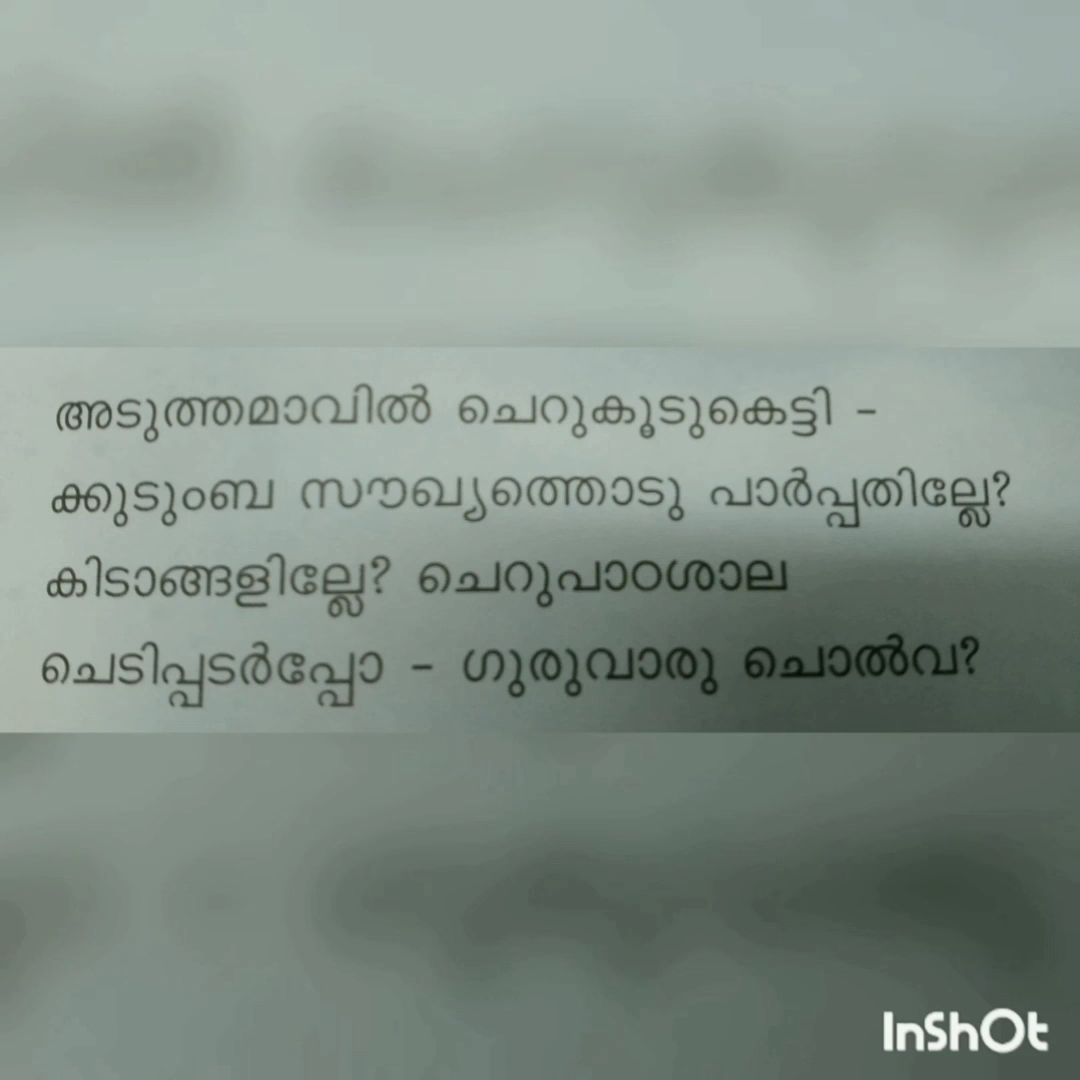 അടുത്തമാവിൽ ചെറുകൂടുകെട്ടി –
ക്കുടുംബ സൗഖ്യത്തൊടു പാർപ്പതില്ലേ?
കിടാങ്ങളില്ലേ? ചെറുപാഠശാല
ചെടിപ്പടർപ്പോ – ഗുരുവാരു ചൊൽവ?
InShOt